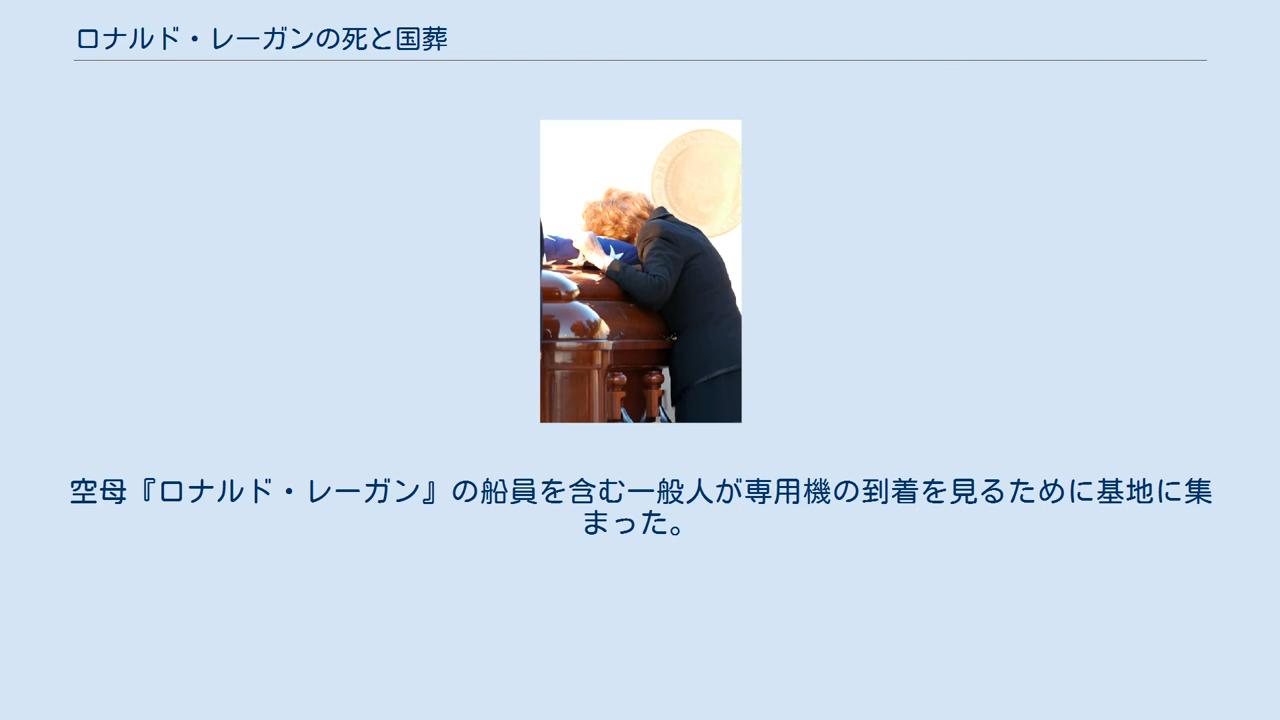 ロナルド・レーガンの死と国葬
空母『ロナルド・レーガン』の船員を含む一般人が専用機の到着を見るために基地に集
まった。